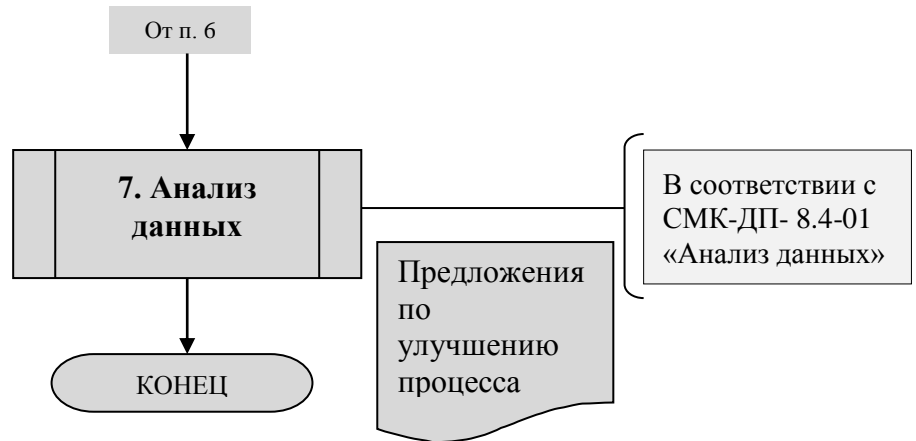 От п. 6
7. Анализ
данных
В соответствии с
СМК-ДП- 8.4-01
«Анализ данных»
Предложения
по
улучшению
процесса
КОНЕЦ